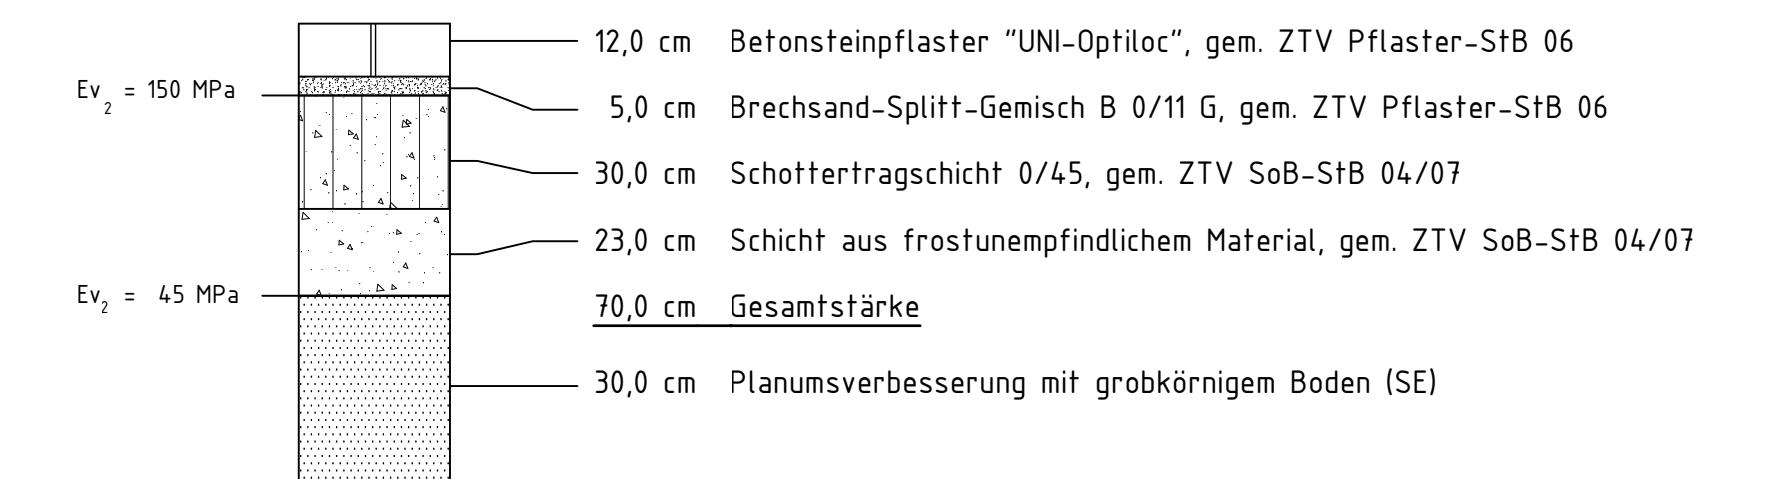 12,0 cm Betonsteinpflaster "UNI-Optiloc", gem. ZTV Pflaster-StB 06
Ev2 = 150 MPa
5,0 cm Brechsand-Splitt-Gemisch B 0/11 G, gem. ZTV Pflaster-StB 06
30,0 cm Schottertragschicht 0/45, gem. ZTV SoB-StB 04/07
23,0 cm Schicht aus frostunempfindlichem Material, gem. ZTV SoB-StB 04/07
Ev2 = 45 MPa
70,0 cm Gesamtstärke
30,0 cm Planumsverbesserung mit grobkörnigem Boden (SE)